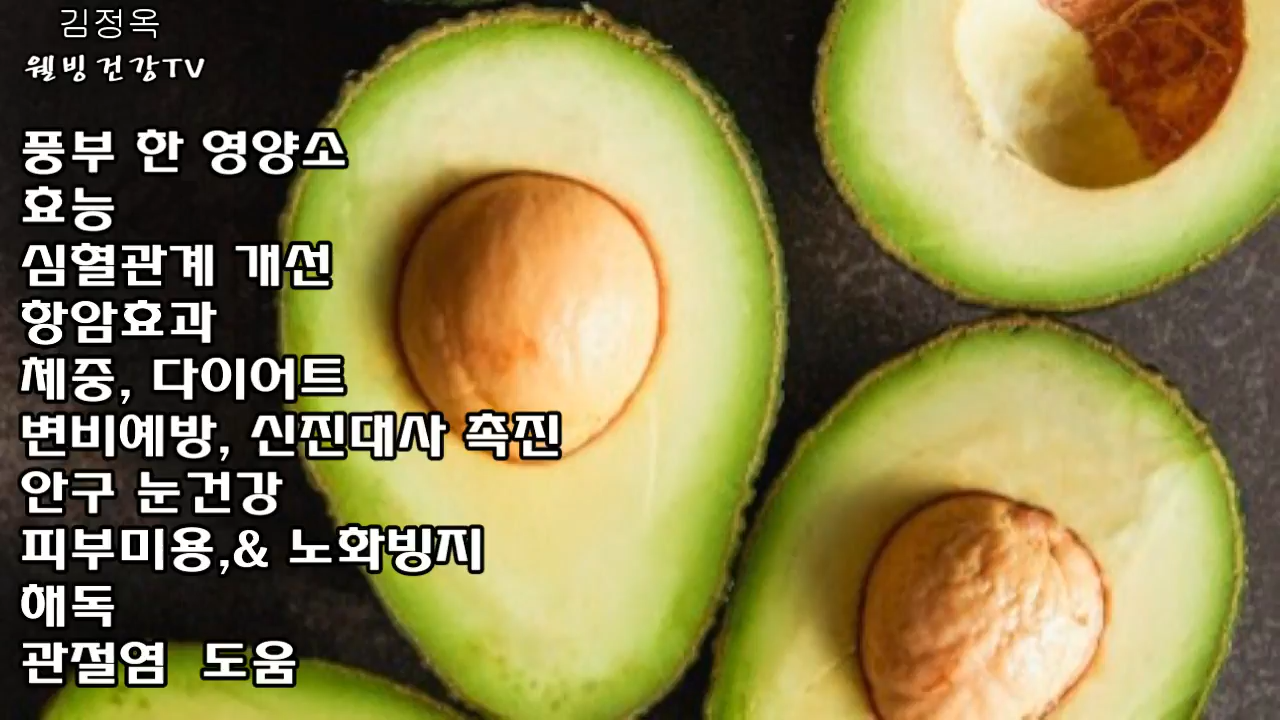 김정옥
웰빙건강TV
풍부 한 영양소
효능
심혈관계 개선
항암효과
체중, 다이어트
변비예방, 신진대사 촉진
안구 눈건강
피부미용,& 노화빙지
해독
관절염 도움